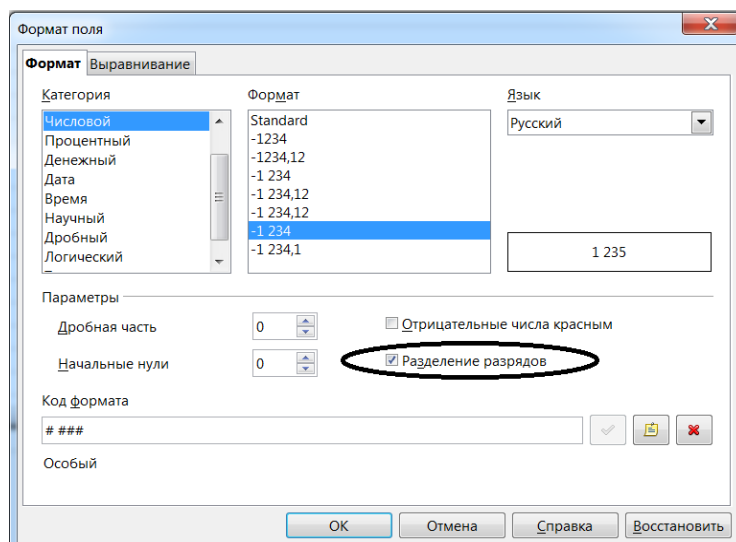 Формат поля
Формат Выравнивание
Категория
Числовой
Процентный
Денежный
Дата
Время
Научный
Дробный
Логический
Формат
Standard
-1234
-1234,12
-1 234
-1 234,12
-1 234,12
-1 234
-1 234,1
Язык
Русский
1 235
Параметры
Дробная часть 0
Отрицательные числа красным
Начальные нули 0
Разделение разрядов
Код формата
# ###
Особый
ОК Отмена Справка Восстановить